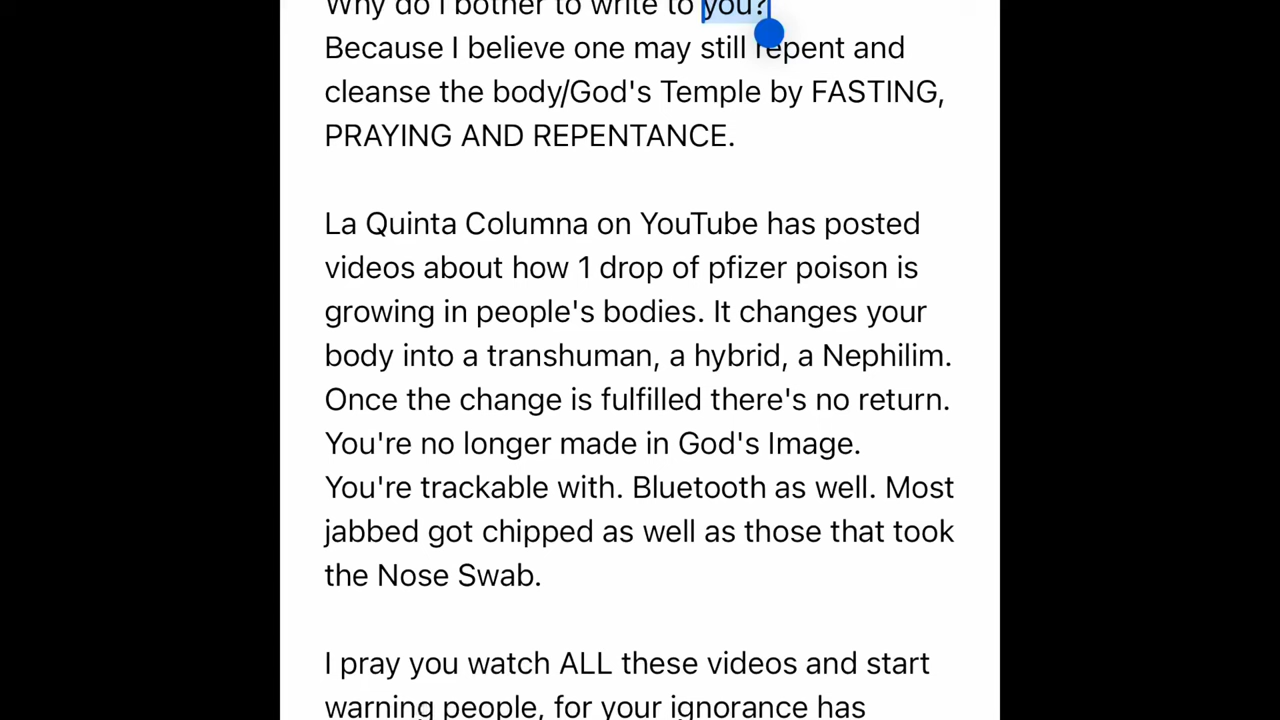 Why do I bother to write to you?
Because I believe one may still repent and
cleanse the body/God's Temple by FASTING,
PRAYING AND REPENTANCE.
La Quinta Columna on YouTube has posted
videos about how 1 drop of pfizer poison is
growing in people's bodies. It changes your
body into a transhuman, a hybrid, a Nephilim.
Once the change is fulfilled there's no return.
You're no longer made in God's Image.
You're trackable with. Bluetooth as well. Most
jabbed got chipped as well as those that took
the Nose Swab.
I pray you watch ALL these videos and start
warning people, for your ignorance has